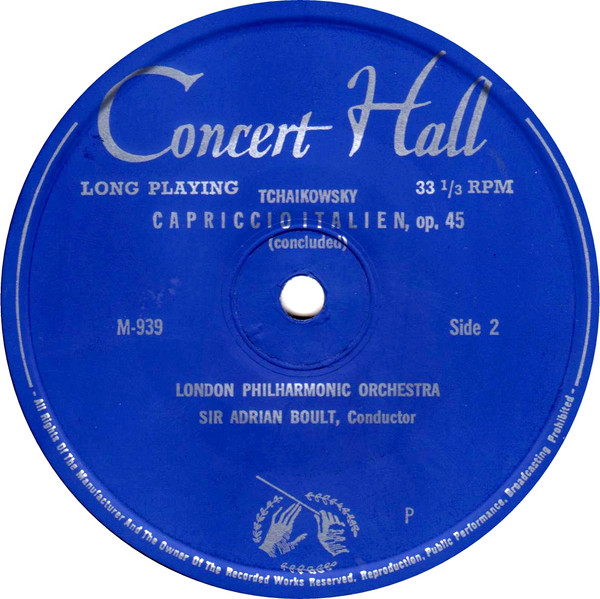 Concert Hall
LONG PLAYING
33 1/3 RPM
TCHAIKOWSKY
CAPRICCIO ITALIEN, op. 45
(concluded)
M-939
Side 2
LONDON PHILHARMONIC ORCHESTRA
SIR ADRIAN BOULT, Conductor
P
- All Rights Of The Manufacturer And The Owner Of The Recorded Works Reserved. Reproduction, Public Performance, Broadcasting Prohibited -